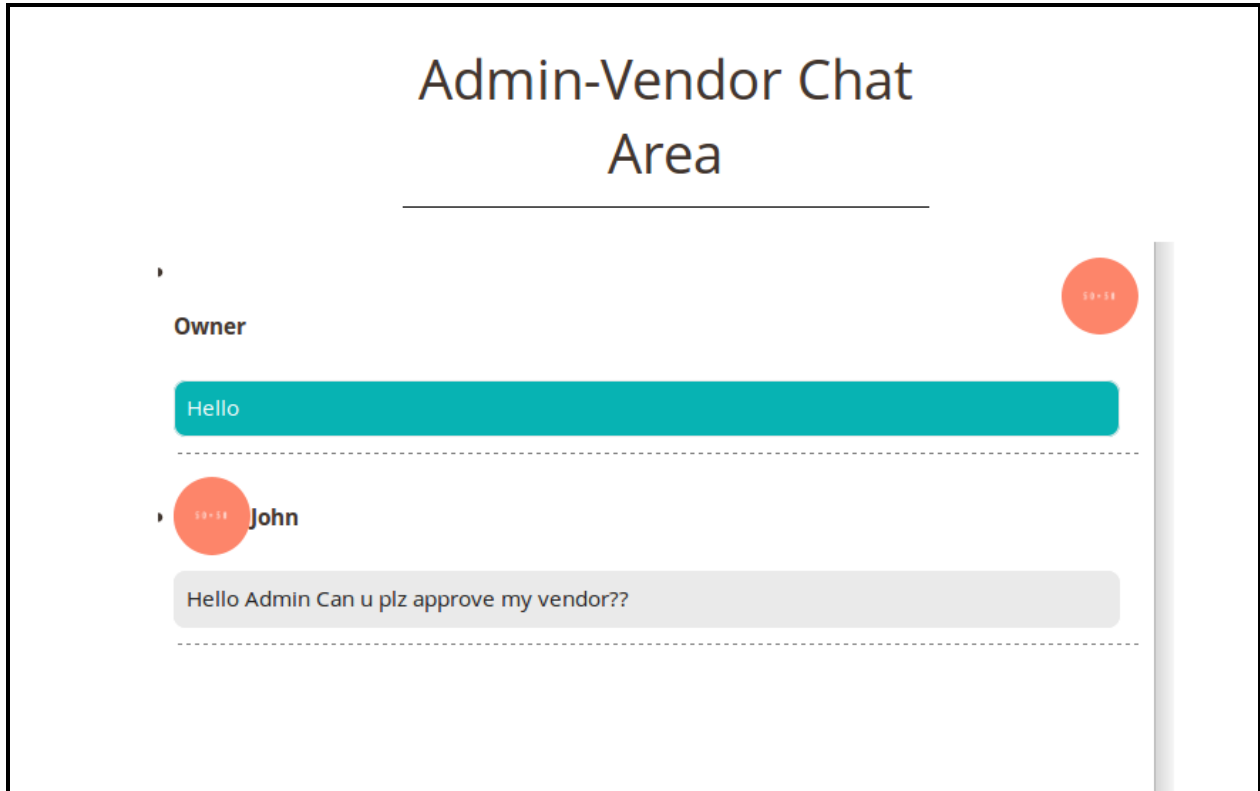 Admin-Vendor Chat
Area
Owner
Hello
John
Hello Admin Can u plz approve my vendor??